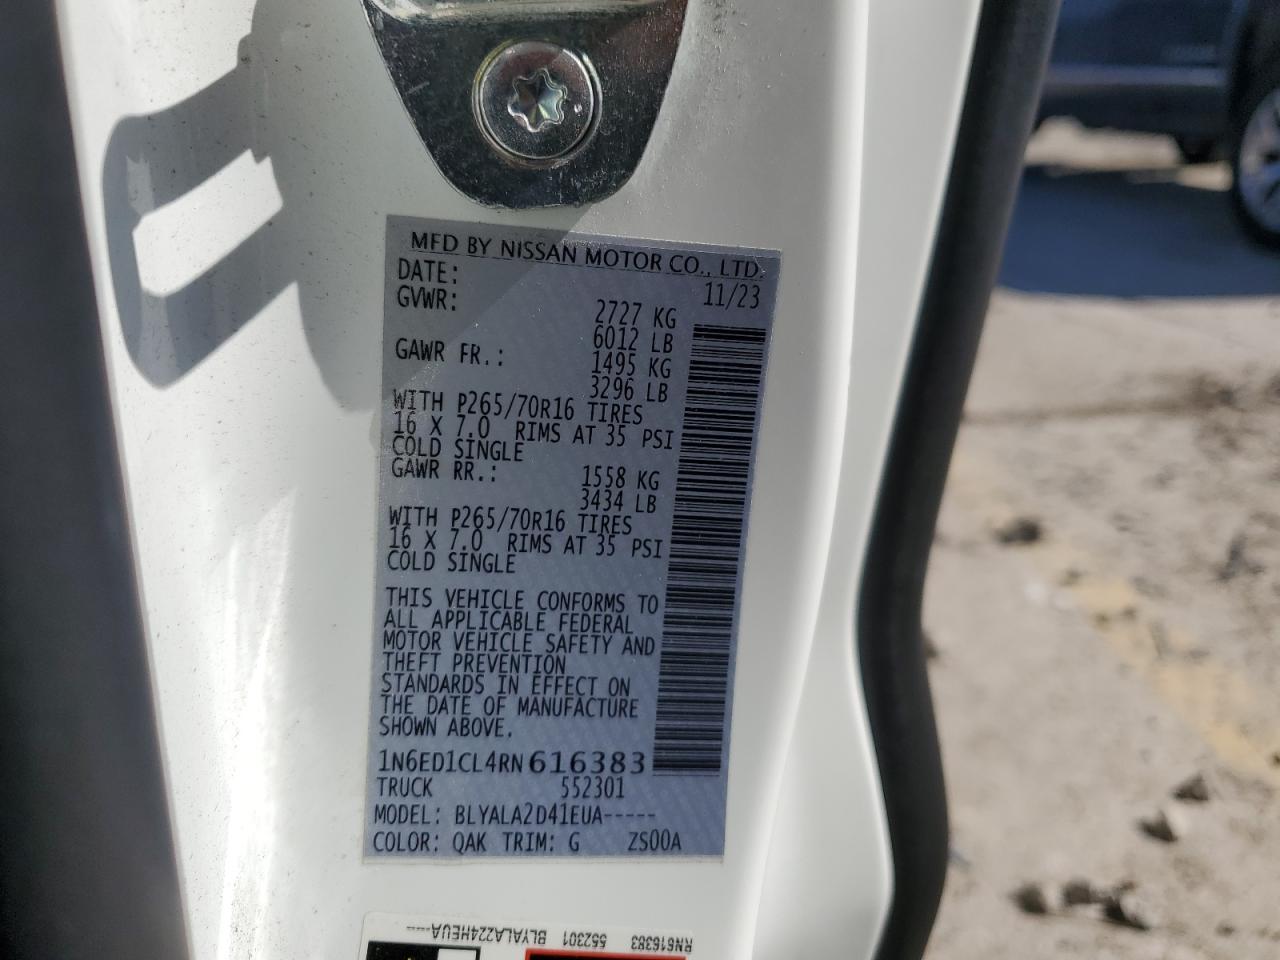 MFD BY NISSAN MOTOR CO., LTD.
DATE: 11/23
GVWR: 2727 KG
6012 LB
GAWR FR.: 1495 KG
3296 LB
WITH P265/70R16 TIRES
16 X 7.0 RIMS AT 35 PSI
COLD SINGLE
GAWR RR.: 1558 KG
3434 LB
WITH P265/70R16 TIRES
16 X 7.0 RIMS AT 35 PSI
COLD SINGLE
THIS VEHICLE CONFORMS TO
ALL APPLICABLE FEDERAL
MOTOR VEHICLE SAFETY AND
THEFT PREVENTION
STANDARDS IN EFFECT ON
THE DATE OF MANUFACTURE
SHOWN ABOVE.
1N6ED1CL4RN616383
TRUCK 552301
MODEL: BLYALA2D41EUA-----
COLOR: QAK TRIM: G ZS00A
RN616383 552301 BLYALAZ24HEUA-----